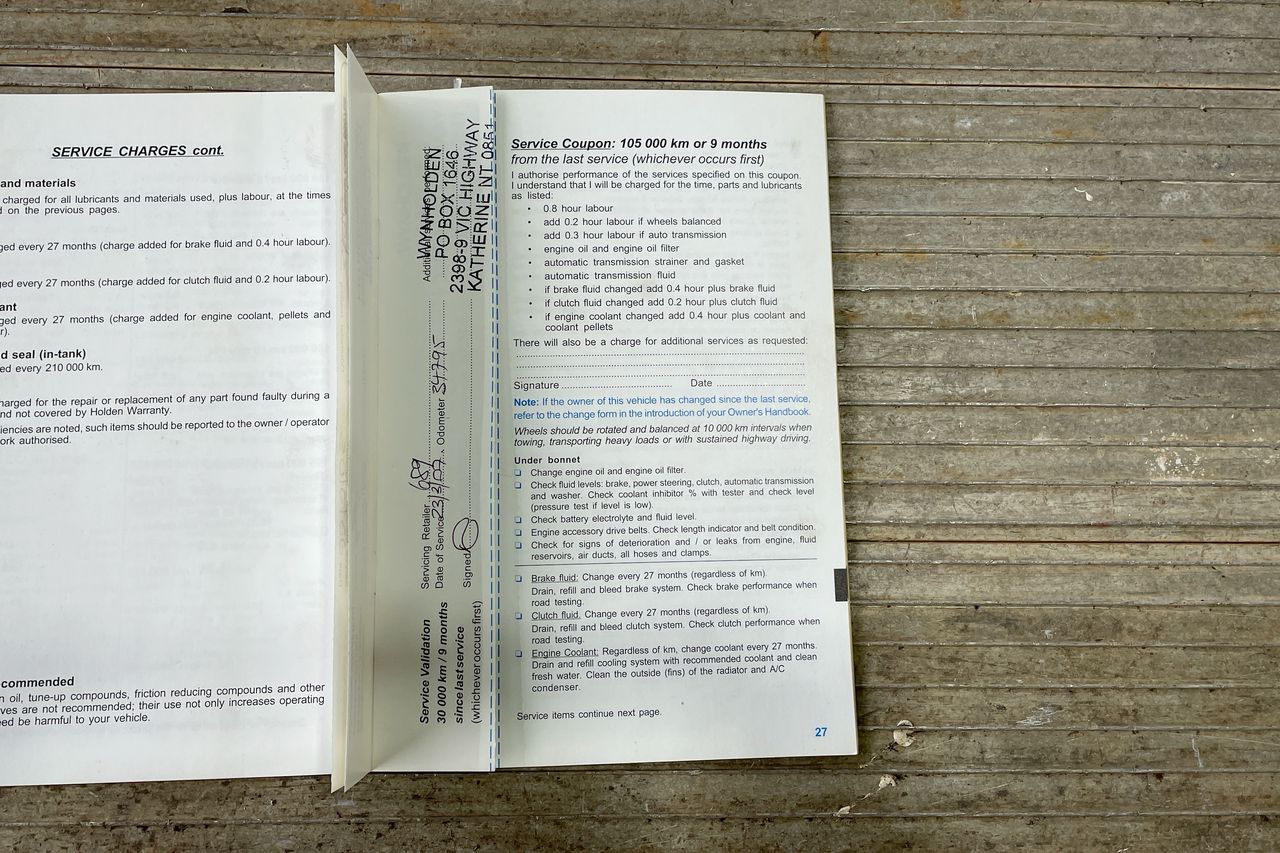 SERVICE CHARGES cont.
and materials
charged for all lubricants and materials used, plus labour, at the times
d on the previous pages.
ged every 27 months (charge added for brake fluid and 0.4 hour labour).
ged every 27 months (charge added for clutch fluid and 0.2 hour labour).
ant
ged every 27 months (charge added for engine coolant, pellets and
r).
d seal (in-tank)
ed every 210 000 km.
harged for the repair or replacement of any part found faulty during a
nd not covered by Holden Warranty.
iencies are noted, such items should be reported to the owner / operator
ork authorised.
commended
n oil, tune-up compounds, friction reducing compounds and other
ves are not recommended; their use not only increases operating
eed be harmful to your vehicle.
Service Validation
30 000 km / 9 months
since last service
(whichever occurs first)
Servicing Retailer 689
Date of Service 23/3/07 Odometer 34795
Signed
WYNN HOLDEN
PO BOX 1646
2398-9 VIC HIGHWAY
KATHERINE NT 0851
Service Coupon: 105 000 km or 9 months
from the last service (whichever occurs first)
I authorise performance of the services specified on this coupon.
I understand that I will be charged for the time, parts and lubricants
as listed:
• 0.8 hour labour
• add 0.2 hour labour if wheels balanced
• add 0.3 hour labour if auto transmission
• engine oil and engine oil filter
• automatic transmission strainer and gasket
• automatic transmission fluid
• if brake fluid changed add 0.4 hour plus brake fluid
• if clutch fluid changed add 0.2 hour plus clutch fluid
• if engine coolant changed add 0.4 hour plus coolant and
coolant pellets
There will also be a charge for additional services as requested:
Signature Date
Note: If the owner of this vehicle has changed since the last service,
refer to the change form in the introduction of your Owner's Handbook.
Wheels should be rotated and balanced at 10 000 km intervals when
towing, transporting heavy loads or with sustained highway driving.
Under bonnet
Change engine oil and engine oil filter.
Check fluid levels: brake, power steering, clutch, automatic transmission
and washer. Check coolant inhibitor % with tester and check level
(pressure test if level is low).
Check battery electrolyte and fluid level.
Engine accessory drive belts. Check length indicator and belt condition.
Check for signs of deterioration and / or leaks from engine, fluid
reservoirs, air ducts, all hoses and clamps.
Brake fluid: Change every 27 months (regardless of km).
Drain, refill and bleed brake system. Check brake performance when
road testing.
Clutch fluid. Change every 27 months (regardless of km).
Drain, refill and bleed clutch system. Check clutch performance when
road testing.
Engine Coolant: Regardless of km, change coolant every 27 months.
Drain and refill cooling system with recommended coolant and clean
fresh water. Clean the outside (fins) of the radiator and A/C
condenser.
Service items continue next page.
27